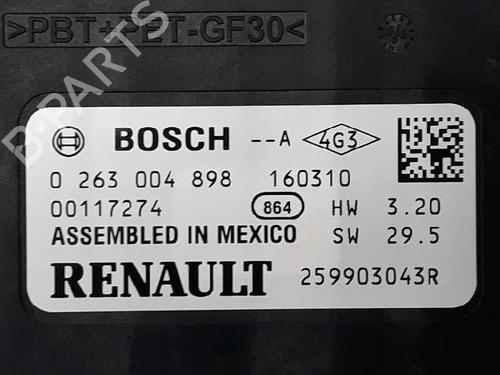 >PBT+PET-GF30<
B-PARTS
BOSCH --A 4G3
0 263 004 898 160310
00117274 864 HW 3.20
ASSEMBLED IN MEXICO SW 29.5
RENAULT 259903043R